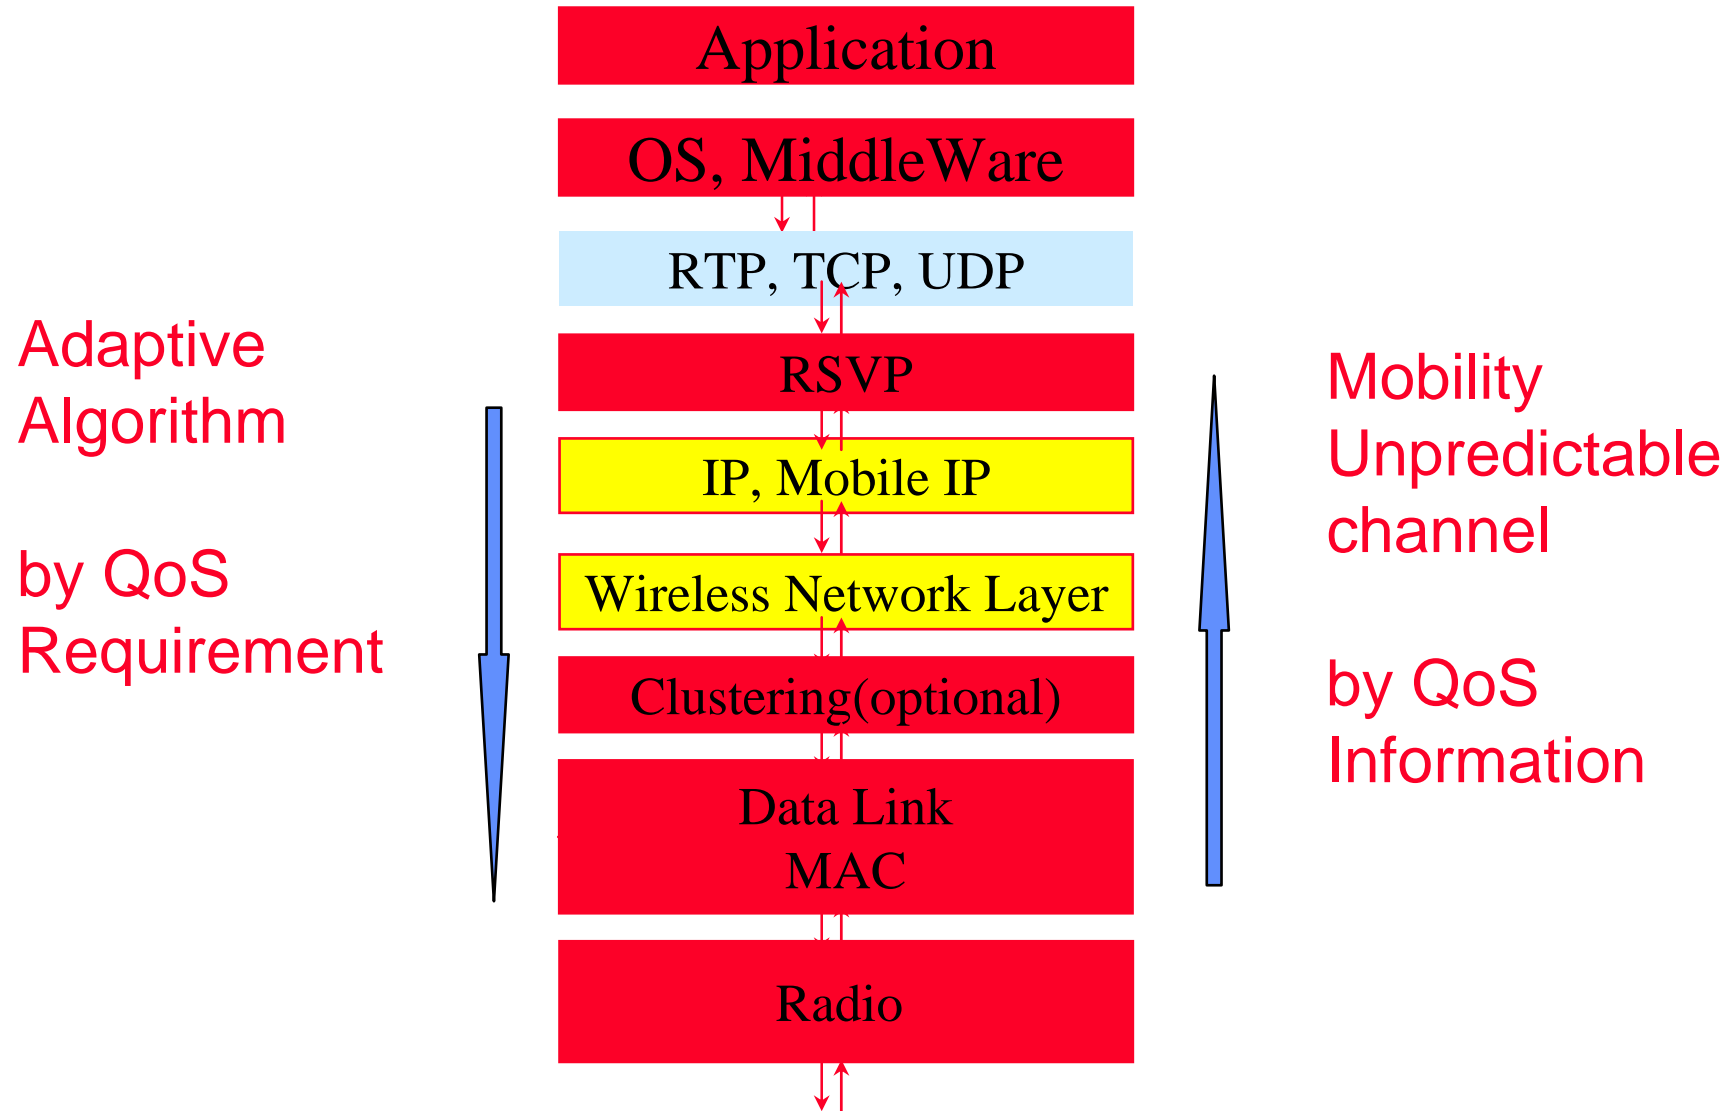 Application
OS, MiddleWare
RTP, TCP, UDP
RSVP
IP, Mobile IP
Wireless Network Layer
Clustering(optional)
Data Link
MAC
Radio
Adaptive
Algorithm
by QoS
Requirement
Mobility
Unpredictable
channel
by QoS
Information